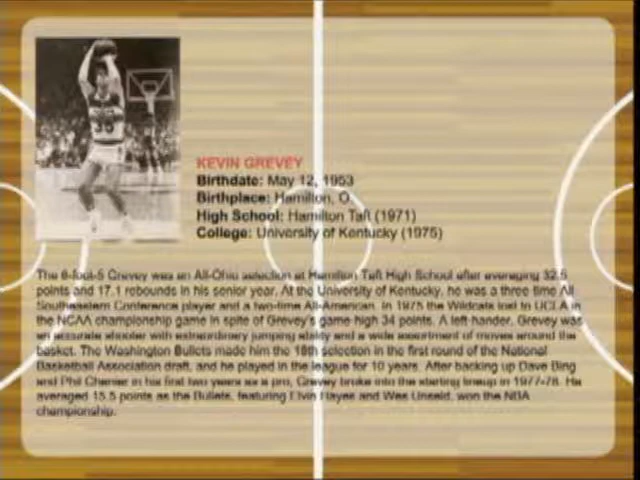 KEVIN GREVEY
Birthdate: May 12, 1953
Birthplace: Hamilton, O.
High School: Hamilton Taft (1971)
College: University of Kentucky (1975)
The 6-foot-5 Grevey was an All-Ohio selection at Hamilton Taft High School after averaging 32.5
points and 17.1 rebounds in his senior year. At the University of Kentucky, he was a three time All
Southeastern Conference player and a two-time All-American. In 1975 the Wildcats lost to UCLA in
the NCAA championship game in spite of Grevey's game high 34 points. A left-hander, Grevey was
an accurate shooter with extraordinary jumping ability and a wide assortment of moves around the
basket. The Washington Bullets made him the 18th selection in the first round of the National
Basketball Association draft, and he played in the league for 10 years. After backing up Dave Bing
and Phil Chenier in his first two years as a pro, Grevey broke into the starting lineup in 1977-78. He
averaged 15.5 points as the Bullets, featuring Elvin Hayes and Wes Unseld, won the NBA
championship.